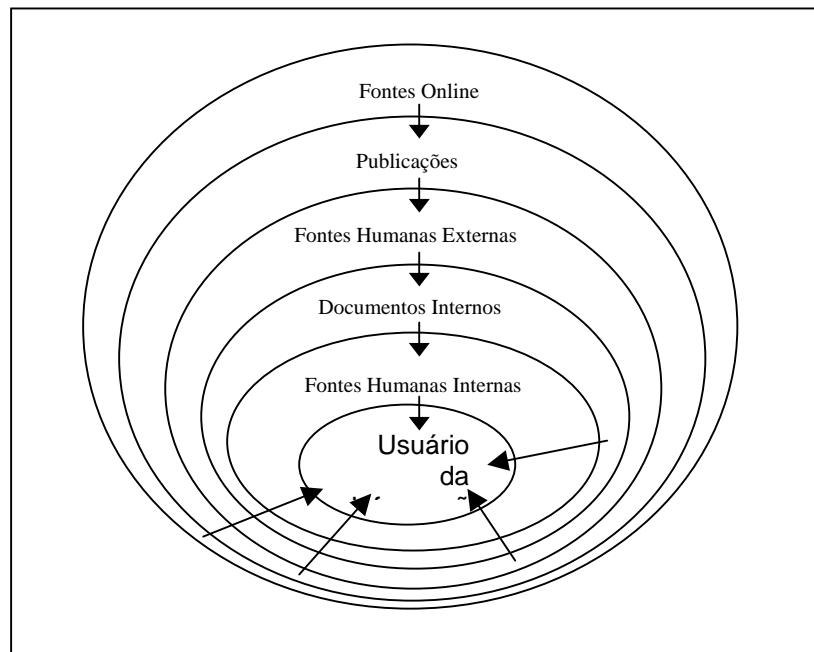 Fontes Online
Publicações
Fontes Humanas Externas
Documentos Internos
Fontes Humanas Internas
Usuário
da